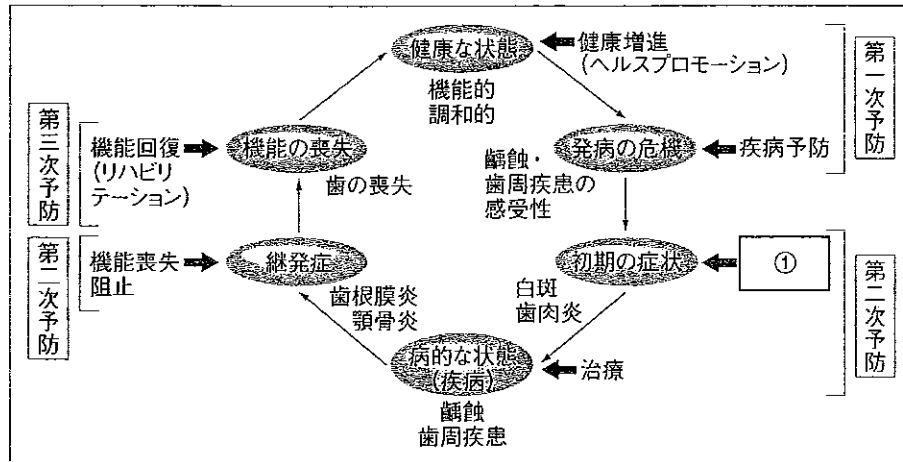 健康な状態
機能的
調和的
健康増進
(ヘルスプロモーション)
第一次予防
発病の危機
疾病予防
齲蝕・
歯周疾患の
感受性
初期の症状
①
白斑
歯肉炎
第二次予防
病的な状態
(疾病)
治療
齲蝕
歯周疾患
継発症
歯根膜炎
顎骨炎
機能喪失
阻止
第二次予防
機能の喪失
歯の喪失
機能回復
(リハビリ
テーション)
第三次予防